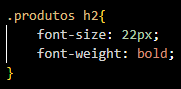 .produtos h2{
    font-size: 22px;
    font-weight: bold;
}